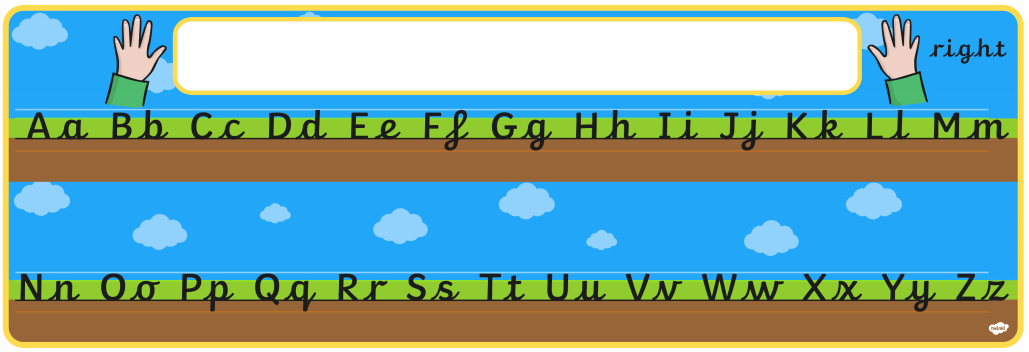 right
Aa Bb Cc Dd Ee Ff Gg Hh Ii Jj Kk Ll Mm
Nn Oo Pp Qq Rr Ss Tt Uu Vv Ww Xx Yy Zz
twinkl